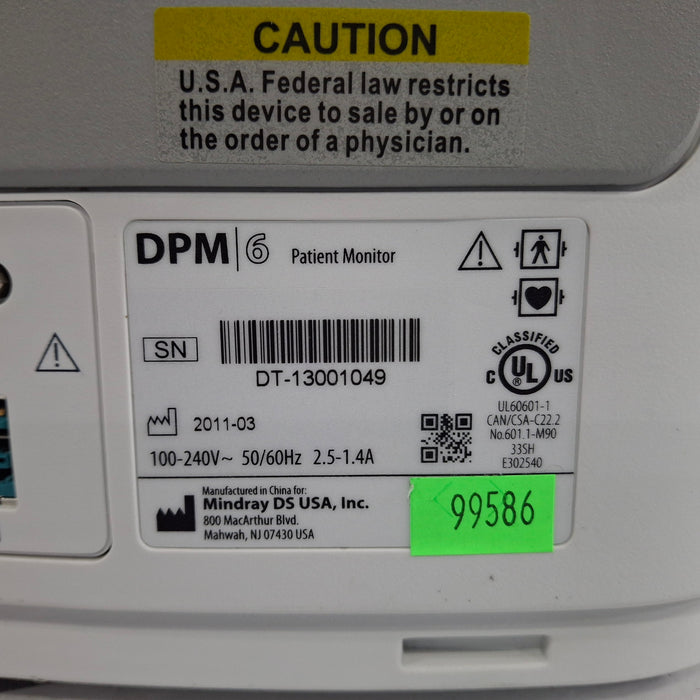 CAUTION
U.S.A. Federal law restricts
this device to sale by or on
the order of a physician.
DPM|6 Patient Monitor
SN
DT-13001049
2011-03
100-240V~ 50/60Hz 2.5-1.4A
CLASSIFIED
C UL US
®
UL60601-1
CAN/CSA-C22.2
No.601.1-M90
33SH
E302540
Manufactured in China for:
Mindray DS USA, Inc.
800 MacArthur Blvd.
Mahwah, NJ 07430 USA
99586